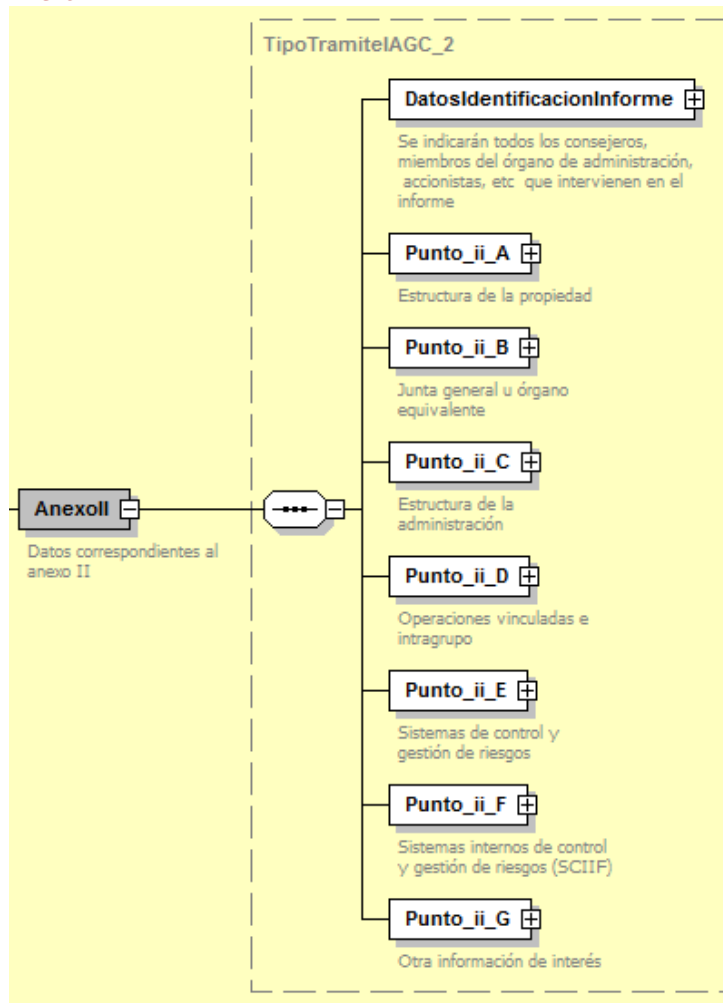 TipoTramiteIAGC_2
DatosIdentificacionInforme
Se indicarán todos los consejeros,
miembros del órgano de administración,
accionistas, etc que intervienen en el
informe
Punto_ii_A
Estructura de la propiedad
Punto_ii_B
Junta general u órgano
equivalente
Punto_ii_C
Estructura de la
administración
AnexoII
Datos correspondientes al
anexo II
Punto_ii_D
Operaciones vinculadas e
intragrupo
Punto_ii_E
Sistemas de control y
gestión de riesgos
Punto_ii_F
Sistemas internos de control
y gestión de riesgos (SCIIF)
Punto_ii_G
Otra información de interés